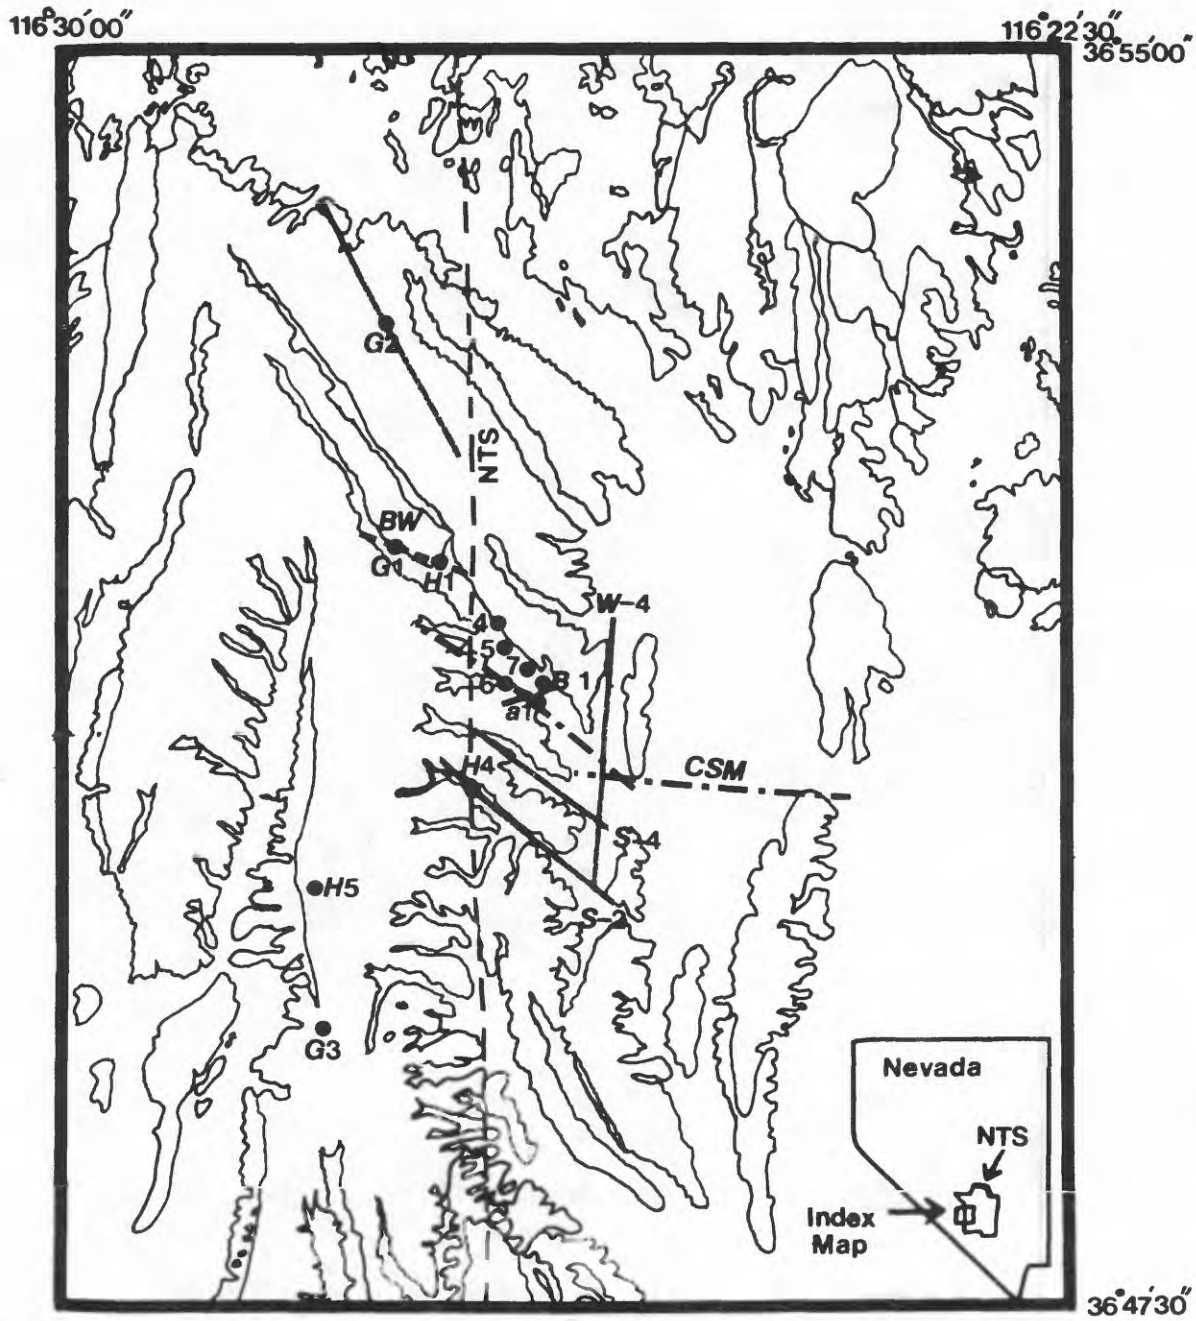 116°30′00″
116°22′30″
36°55′00″
G2
NTS
BW
G1
H1
W-4
4
5
7
B1
6
a1
CSM
H4
S-4
H5
S-2
G3
Nevada
NTS
Index
Map
36°47′30″